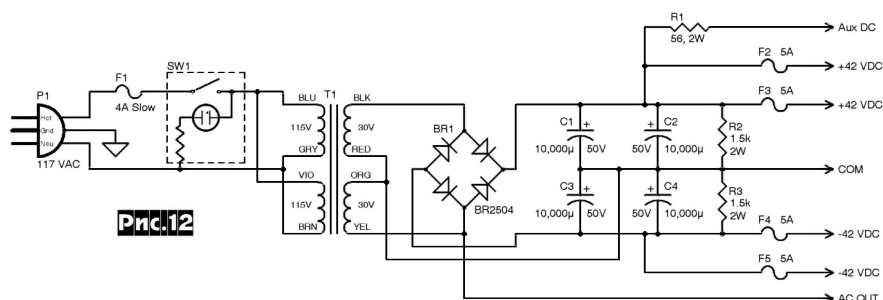 R1
56, 2W
Aux DC
F2 5A
+42 VDC
F3 5A
+42 VDC
SW1
F1
4A Slow
P1
Hot
Gnd
Neu
117 VAC
T1
BLU
115V
GRY
VIO
115V
BRN
BLK
30V
RED
ORG
30V
YEL
BR1
BR2504
C1
+
10,000µ
50V
C2
+
50V
10,000µ
R2
1.5k
2W
COM
C3
+
10,000µ
50V
C4
+
50V
10,000µ
R3
1.5k
2W
F4 5A
-42 VDC
F5 5A
-42 VDC
AC OUT
Pnc.12